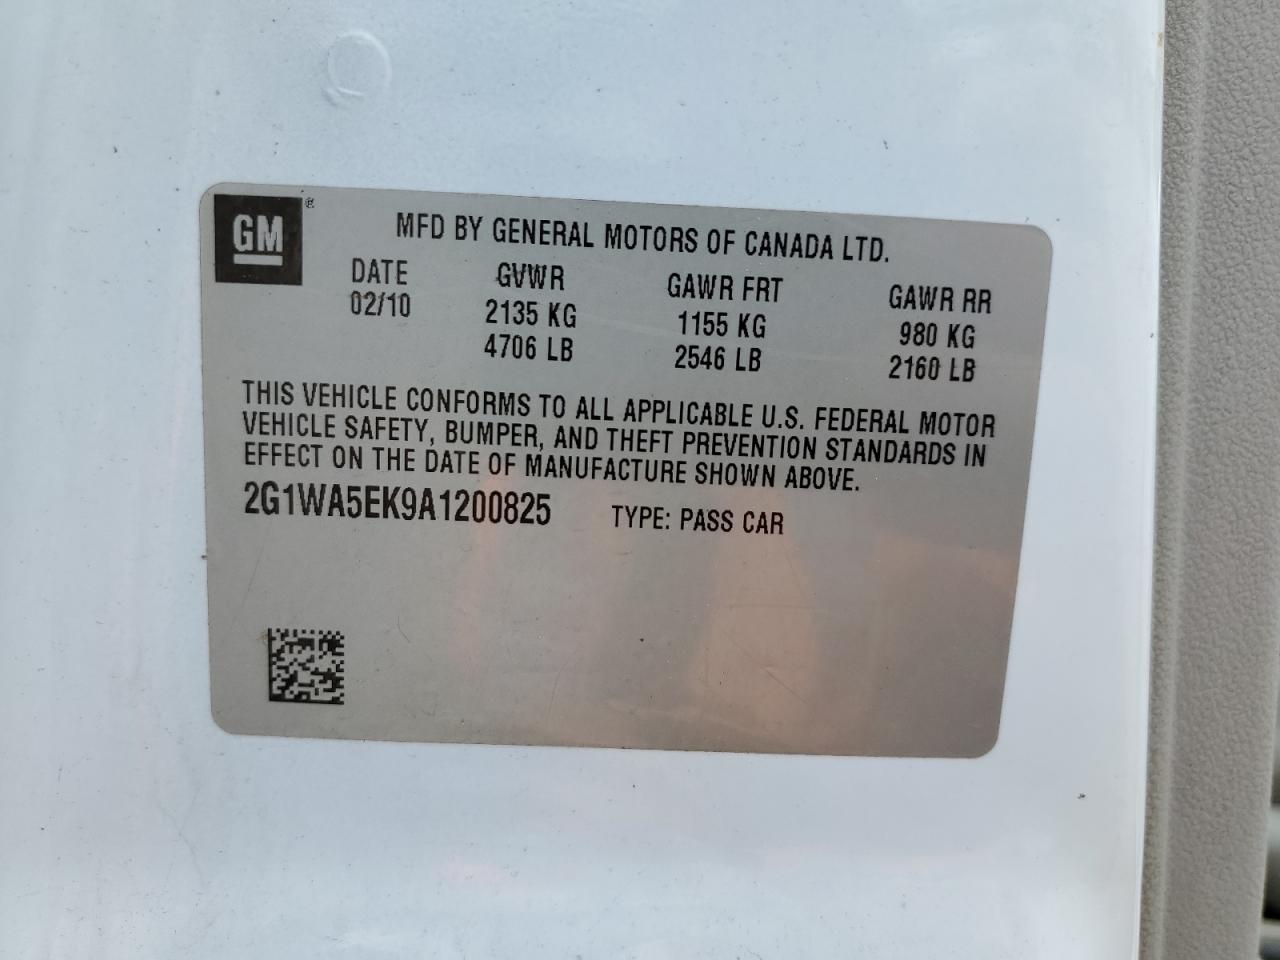 GM®
MFD BY GENERAL MOTORS OF CANADA LTD.
DATE GVWR GAWR FRT GAWR RR
02/10 2135 KG 1155 KG 980 KG
4706 LB 2546 LB 2160 LB
THIS VEHICLE CONFORMS TO ALL APPLICABLE U.S. FEDERAL MOTOR
VEHICLE SAFETY, BUMPER, AND THEFT PREVENTION STANDARDS IN
EFFECT ON THE DATE OF MANUFACTURE SHOWN ABOVE.
2G1WA5EK9A1200825 TYPE: PASS CAR